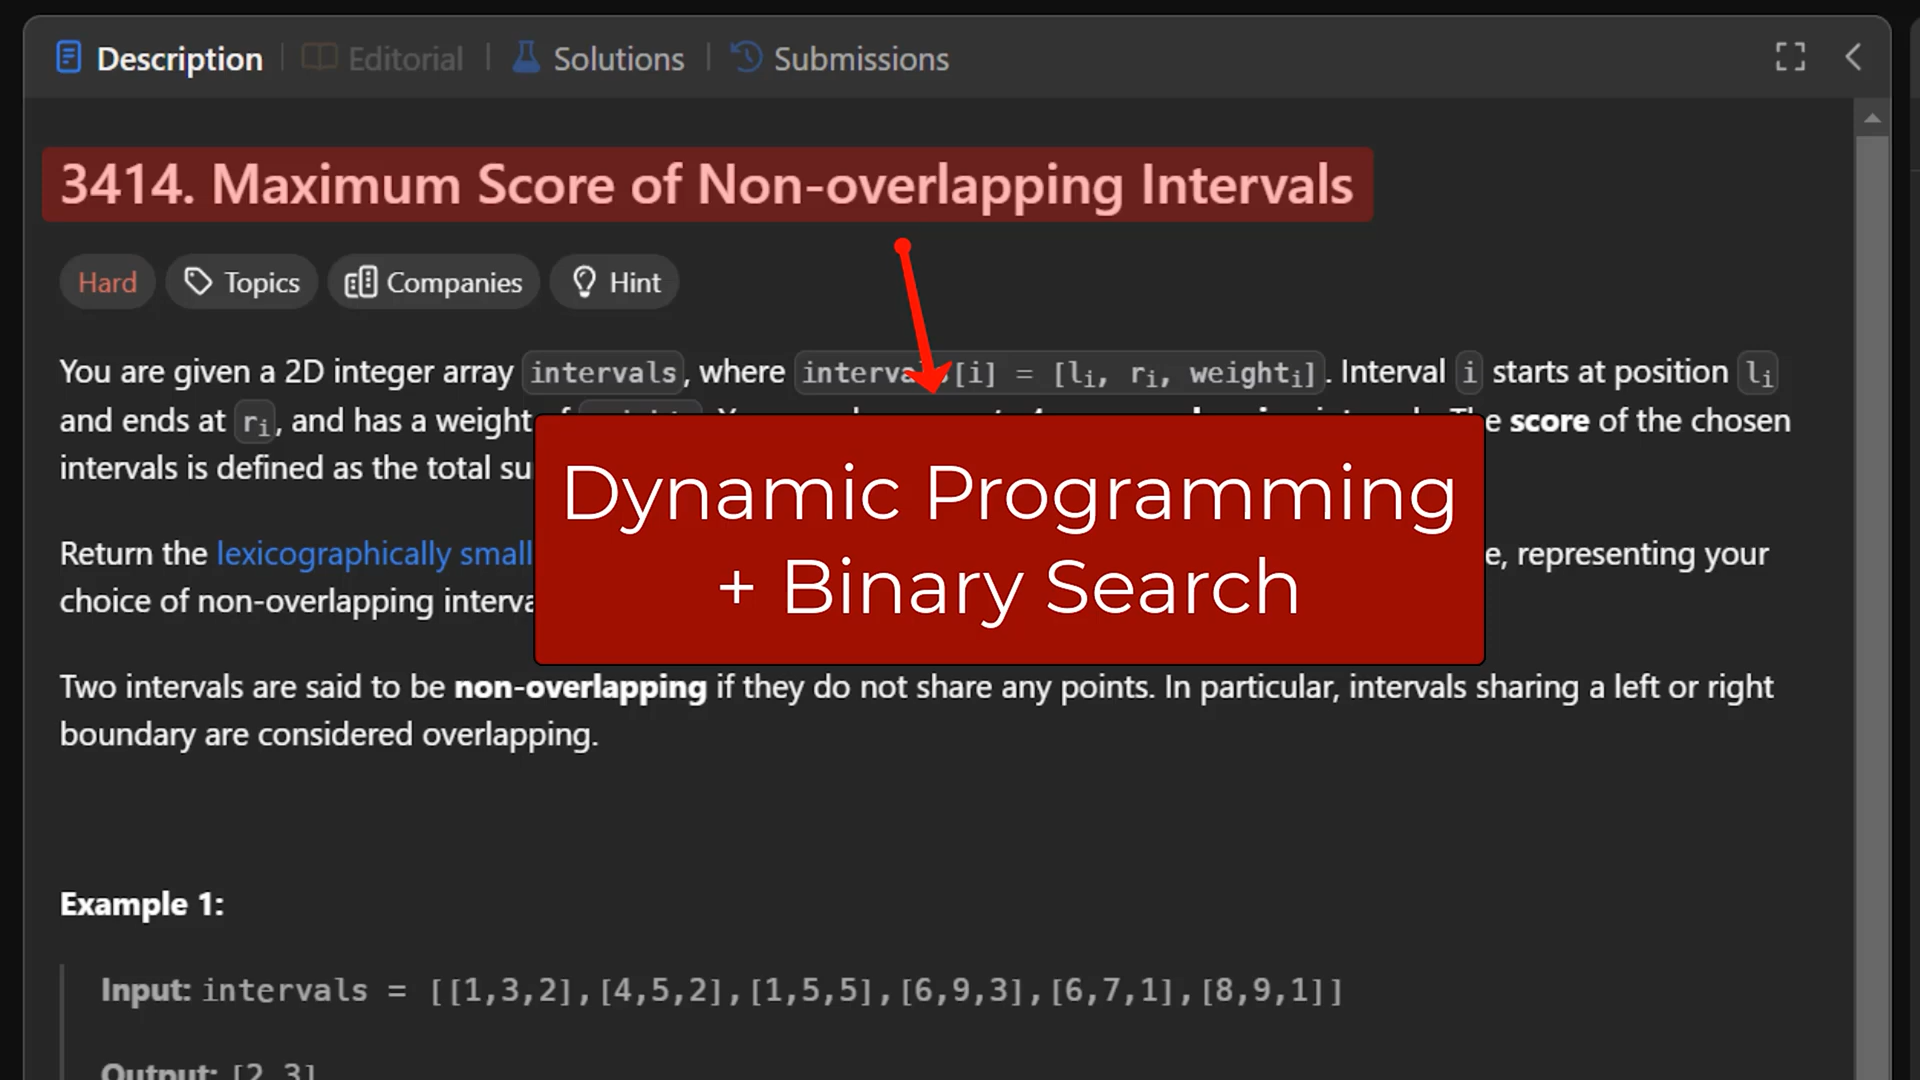 Description Editorial Solutions Submissions
3414. Maximum Score of Non-overlapping Intervals
Hard Topics Companies Hint
You are given a 2D integer array intervals, where intervals[i] = [li, ri, weighti]. Interval i starts at position li
and ends at ri, and has a weight score of the chosen
intervals is defined as the total
Dynamic Programming
+ Binary Search
Return the lexicographically representing your
choice of non-overlapping
Two intervals are said to be non-overlapping if they do not share any points. In particular, intervals sharing a left or right
boundary are considered overlapping.
Example 1:
Input: intervals = [[1,3,2],[4,5,2],[1,5,5],[6,9,3],[6,7,1],[8,9,1]]
Output: [2,3]